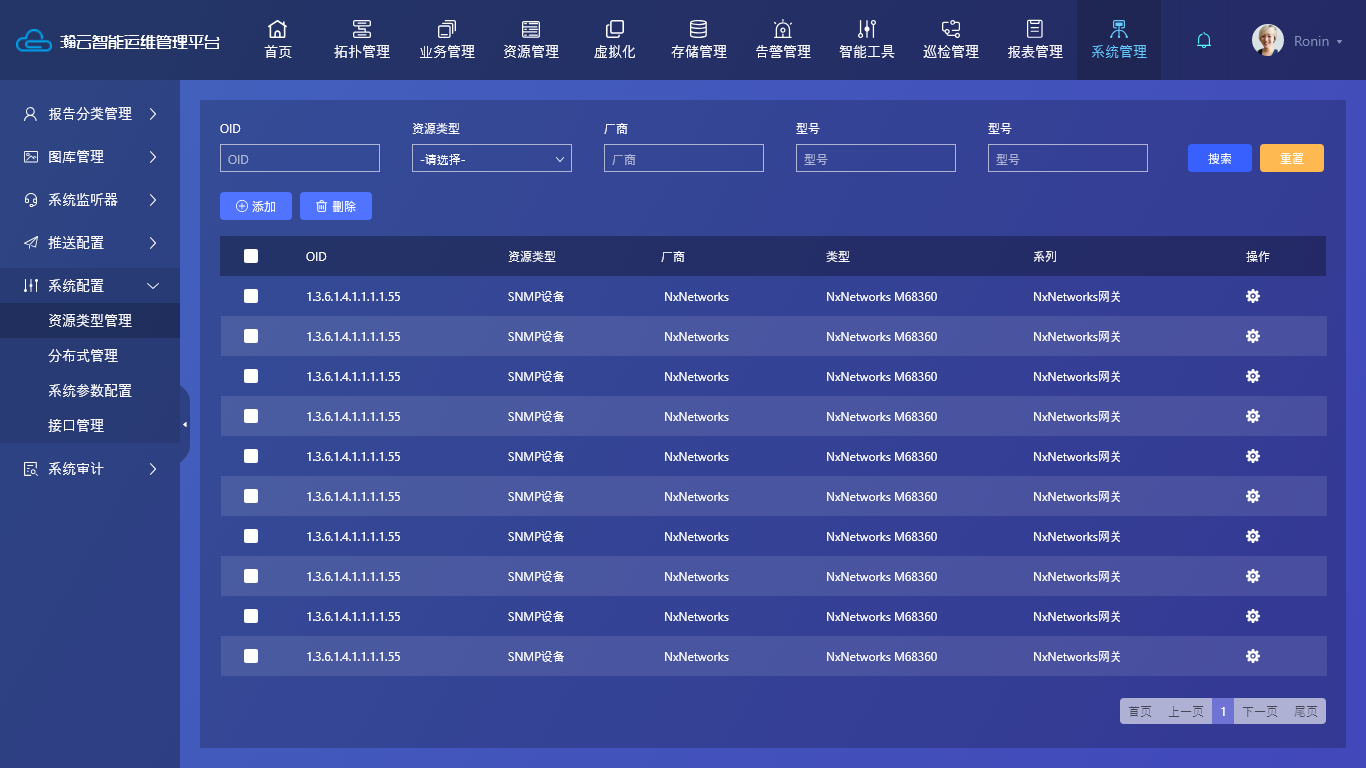 瀚云智能运维管理平台
首页 拓扑管理 业务管理 资源管理 虚拟化 存储管理 告警管理 智能工具 巡检管理 报表管理 系统管理 Ronin
报告分类管理
图库管理
系统监听器
推送配置
系统配置
资源类型管理
分布式管理
系统参数配置
接口管理
系统审计
OID 资源类型 厂商 型号 型号
OID -请选择- 厂商 型号 型号 搜索 重置
添加 删除
OID 资源类型 厂商 类型 系列 操作
1.3.6.1.4.1.1.1.1.55 SNMP设备 NxNetworks NxNetworks M68360 NxNetworks网关
1.3.6.1.4.1.1.1.1.55 SNMP设备 NxNetworks NxNetworks M68360 NxNetworks网关
1.3.6.1.4.1.1.1.1.55 SNMP设备 NxNetworks NxNetworks M68360 NxNetworks网关
1.3.6.1.4.1.1.1.1.55 SNMP设备 NxNetworks NxNetworks M68360 NxNetworks网关
1.3.6.1.4.1.1.1.1.55 SNMP设备 NxNetworks NxNetworks M68360 NxNetworks网关
1.3.6.1.4.1.1.1.1.55 SNMP设备 NxNetworks NxNetworks M68360 NxNetworks网关
1.3.6.1.4.1.1.1.1.55 SNMP设备 NxNetworks NxNetworks M68360 NxNetworks网关
1.3.6.1.4.1.1.1.1.55 SNMP设备 NxNetworks NxNetworks M68360 NxNetworks网关
1.3.6.1.4.1.1.1.1.55 SNMP设备 NxNetworks NxNetworks M68360 NxNetworks网关
1.3.6.1.4.1.1.1.1.55 SNMP设备 NxNetworks NxNetworks M68360 NxNetworks网关
首页 上一页 1 下一页 尾页